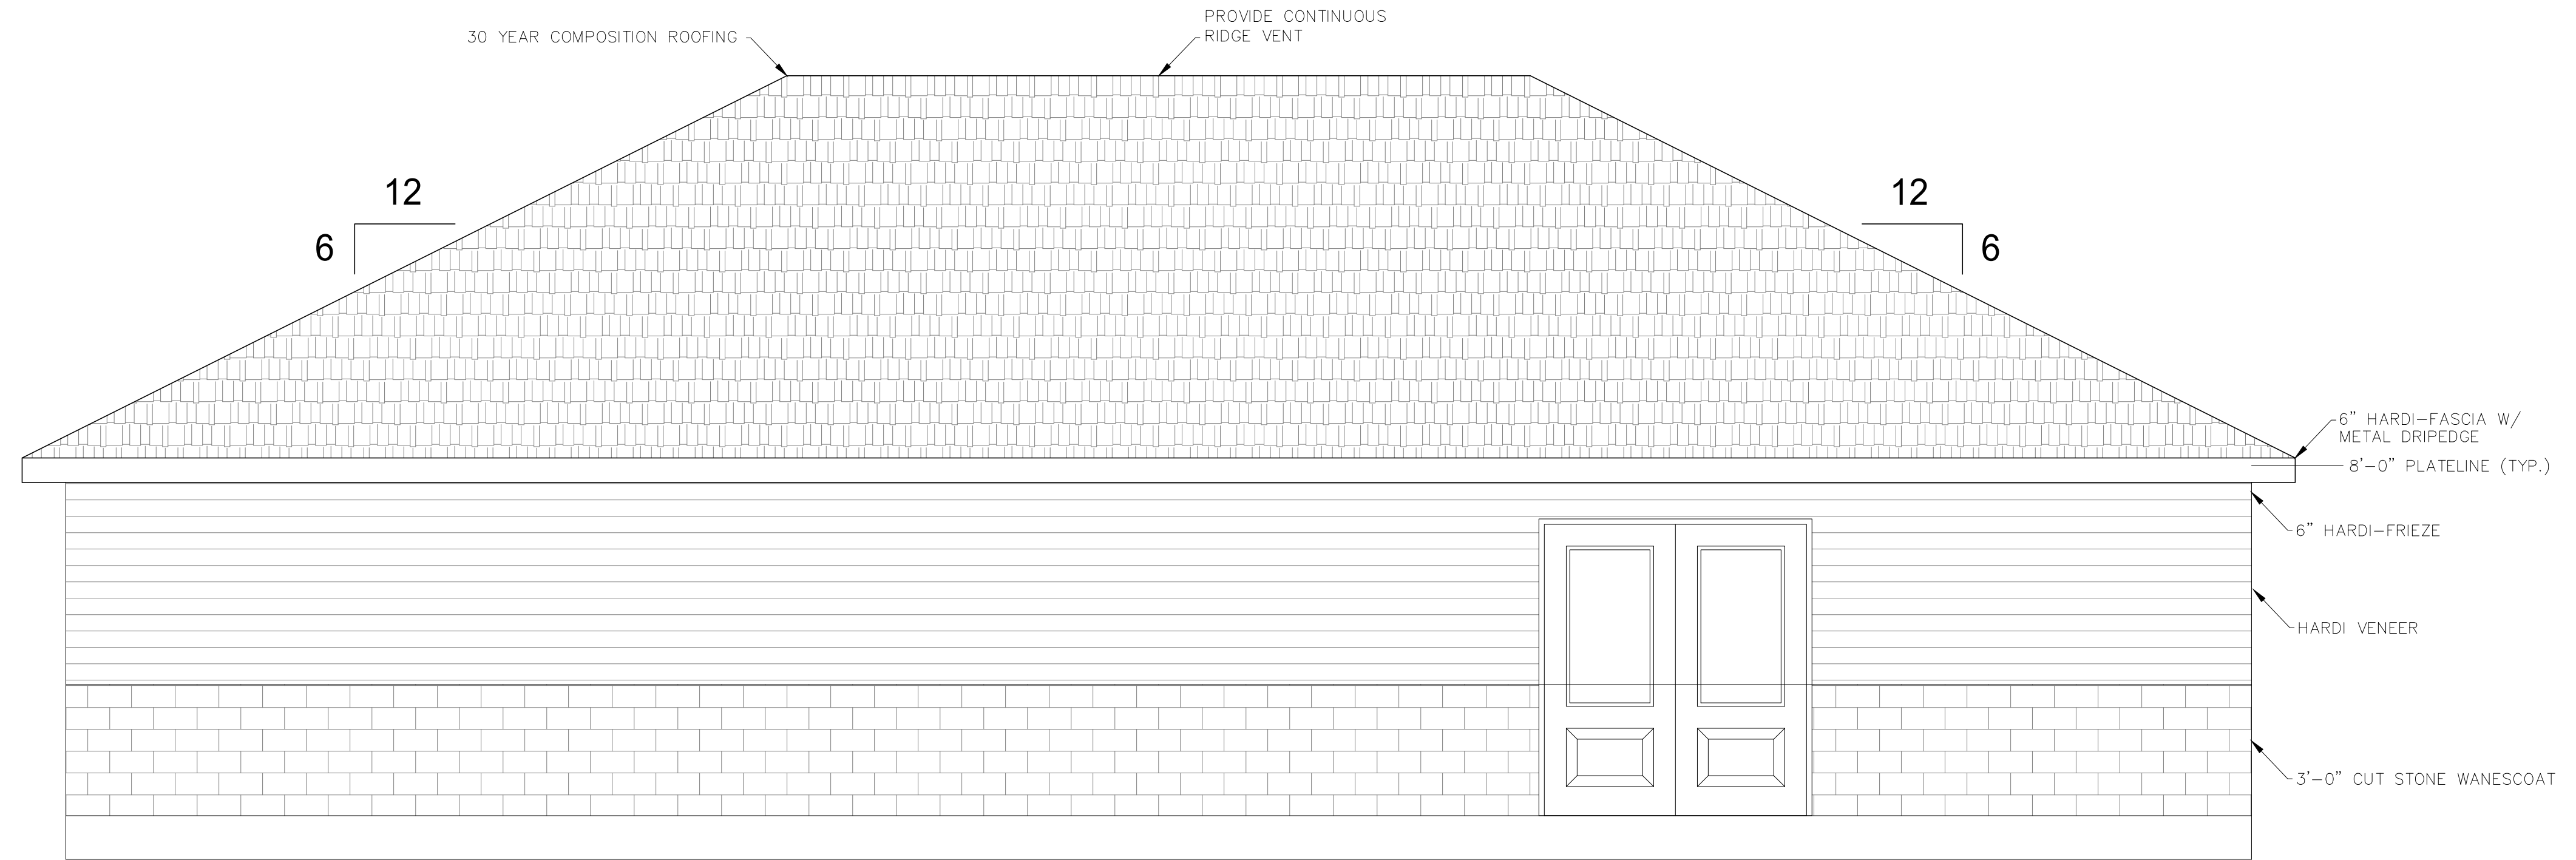 PROVIDE CONTINUOUS
30 YEAR COMPOSITION ROOFING
RIDGE VENT
12
6
12
6
6" HARDI-FASCIA W/
METAL DRIPEDGE
8'-0" PLATELINE (TYP.)
6" HARDI-FRIEZE
HARDI VENEER
3'-0" CUT STONE WANESCOAT